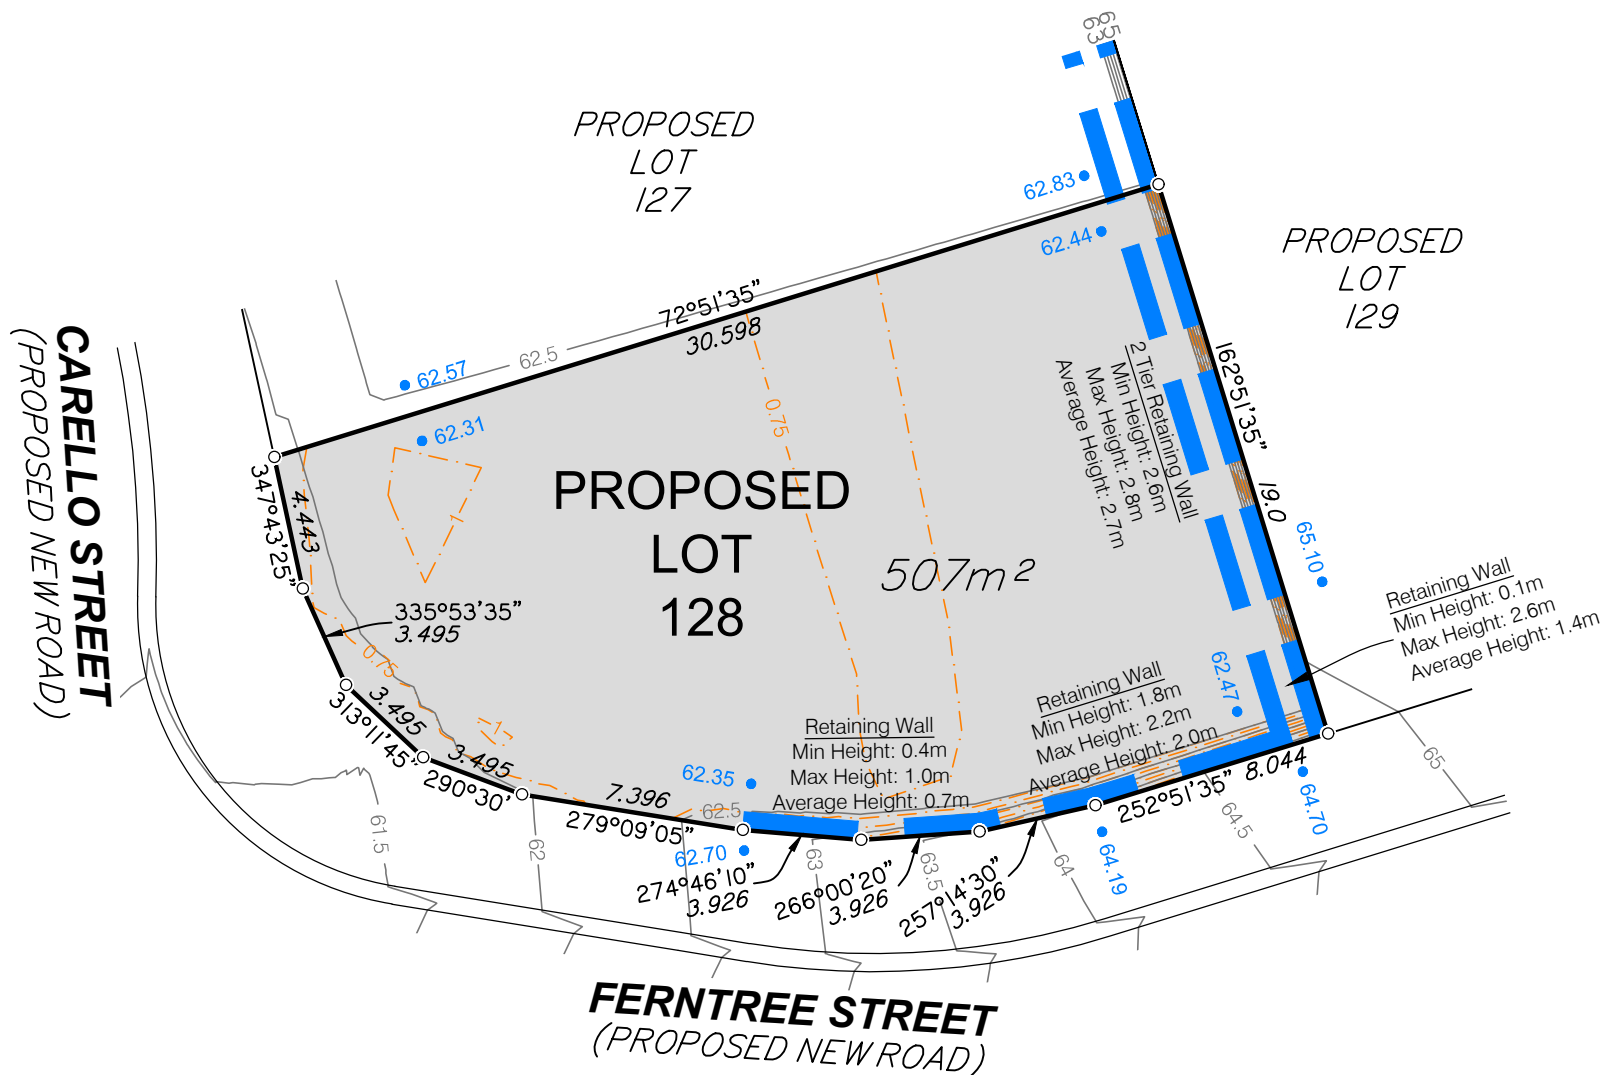 65
63
PROPOSED
LOT
127
62.83
62.44
PROPOSED
LOT
129
72°51'35"
30.598
62.5
62.57
62.31
CARELLO STREET
(PROPOSED NEW ROAD)
347°43'25"
4.443
0.75
1
PROPOSED
LOT
128
507m²
2 Tier Retaining Wall
Min Height: 2.6m
Max Height: 2.8m
Average Height: 2.7m
162°51'35"
19.0
65.10
Retaining Wall
Min Height: 0.1m
Max Height: 2.6m
Average Height: 1.4m
335°53'35"
3.495
0.75
313°11'45"
3.495
1
290°30'
3.495
62.47
Retaining Wall
Min Height: 1.8m
Max Height: 2.2m
Average Height: 2.0m
Retaining Wall
Min Height: 0.4m
Max Height: 1.0m
Average Height: 0.7m
62.35
7.396
279°09'05"
62.5
62.70
252°51'35"
8.044
64.70
65
64.5
64.19
64
63.5
63
62
61.5
274°46'10"
3.926
266°00'20"
3.926
257°14'30"
3.926
FERNTREE STREET
(PROPOSED NEW ROAD)